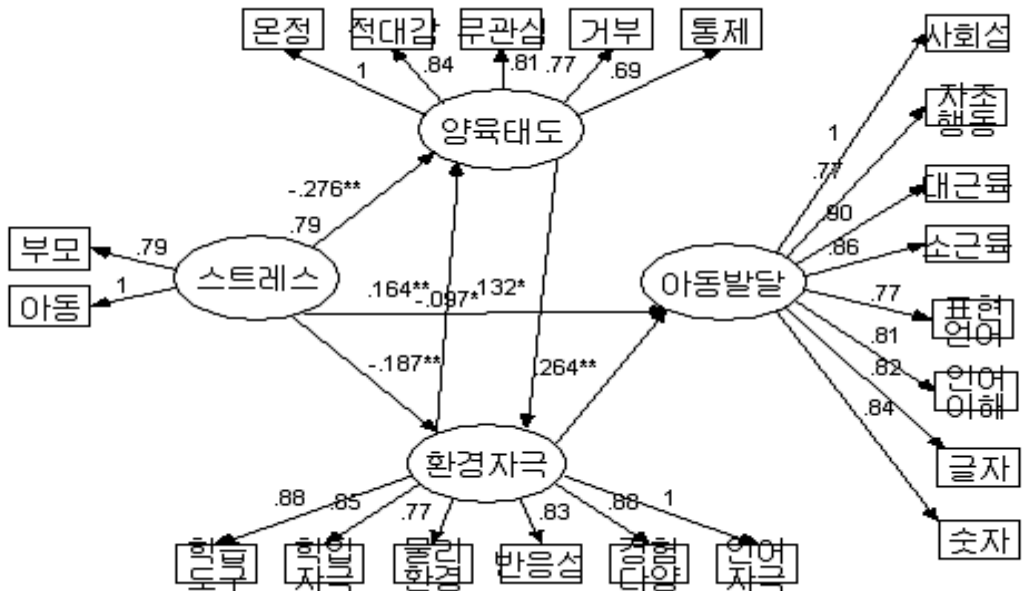 온정 적대감 무관심 거부 통제
사회성
1 .84 .81 .77 .69
자조
행동
양육태도
1
.77
대근육
-.276**
.79
.90
소근육
부모
.79
.86
스트레스
아동발달
아동
1
.164**
-.097*
.132*
.77
표현
언어
.81
-.187**
.264**
.82
언어
이해
.84
환경자극
글자
.88 .85 .77 .83 .88 1
숫자
학습
도구
학업
자극
물리
환경
반응성
경험
다양
언어
자극